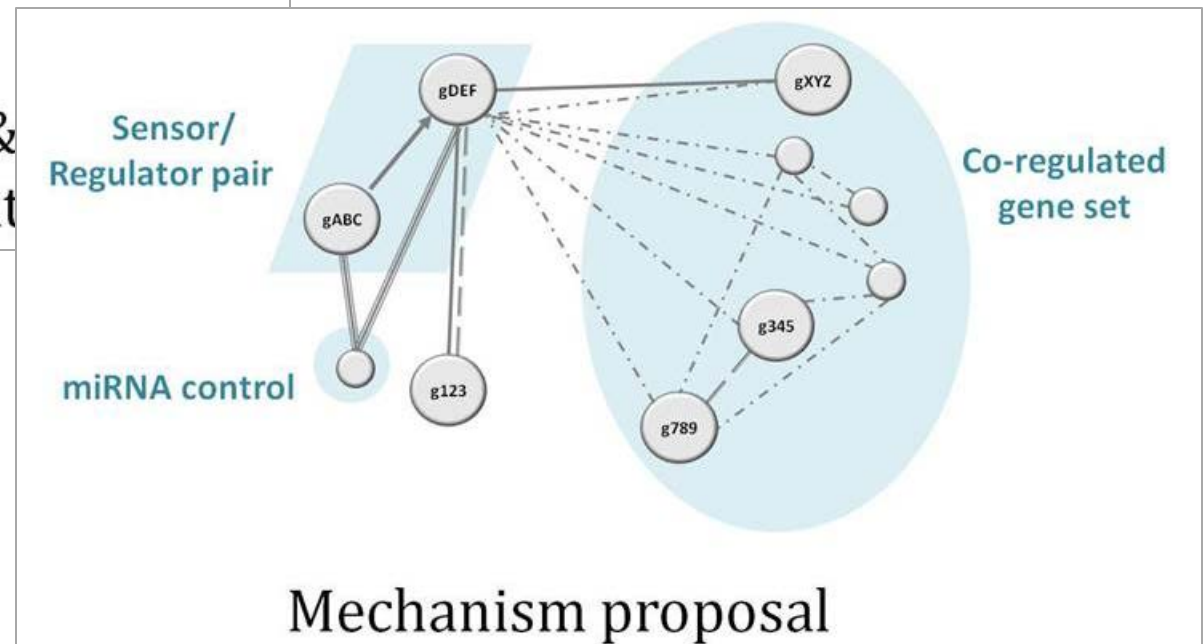 &
t
gDEF
gXYZ
Sensor/
Regulator pair
Co-regulated
gene set
gABC
g345
miRNA control
g123
g789
Mechanism proposal